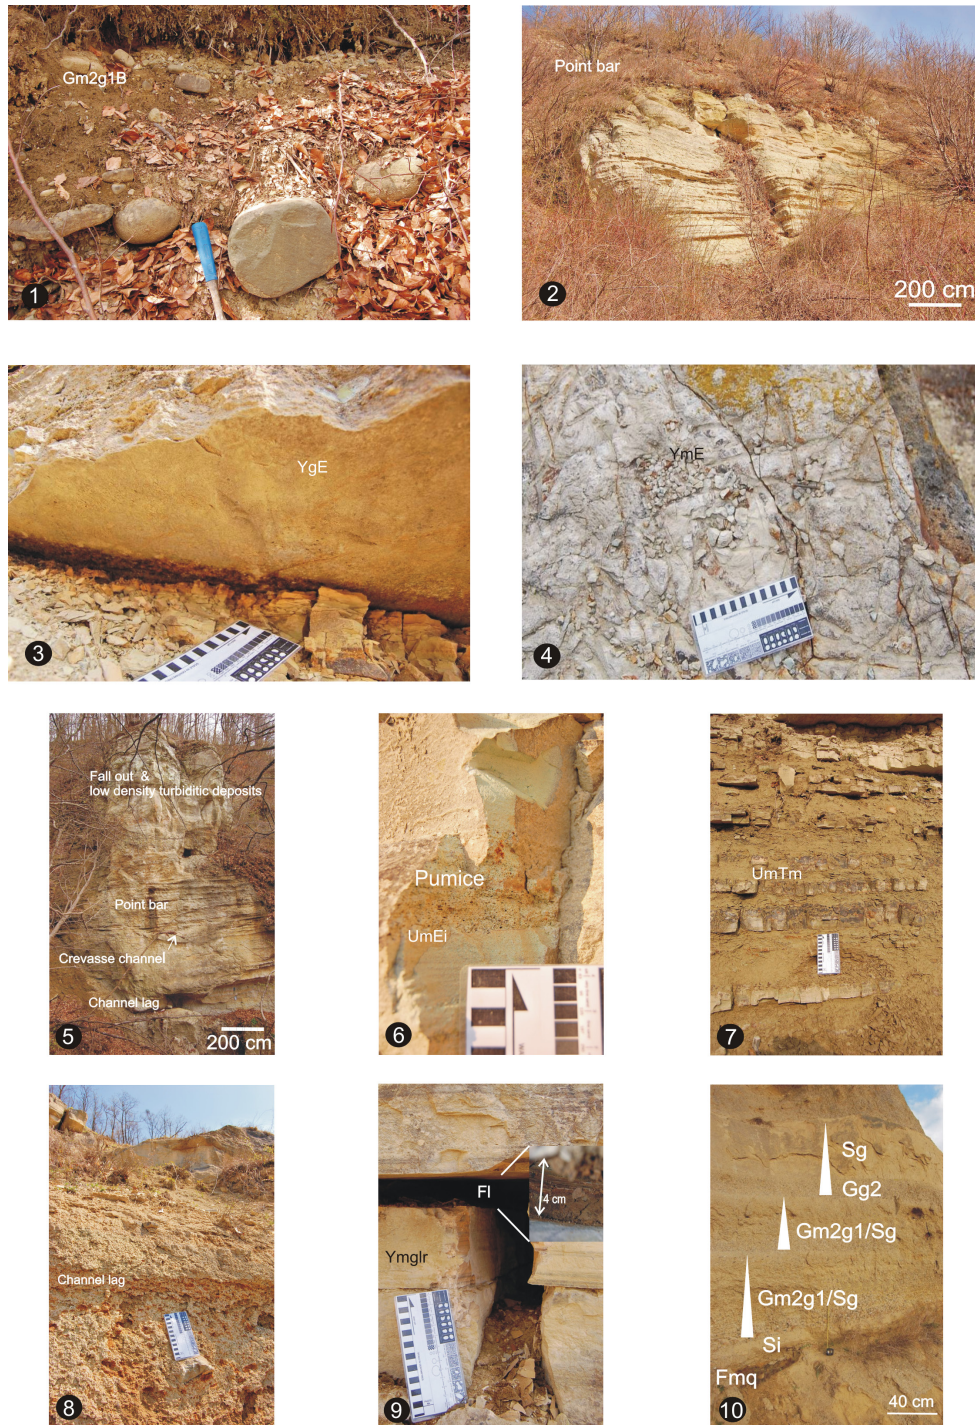 Gm2g1B
1
Point bar
2
200 cm
YgE
3
YmE
4
Fall out &
low density turbiditic deposits
Point bar
Crevasse channel
Channel lag
5
200 cm
Pumice
UmEi
6
UmTm
7
Channel lag
8
Fl
4 cm
Ymglr
9
Sg
Gg2
Gm2g1/Sg
Gm2g1/Sg
Si
Fmq
10
40 cm